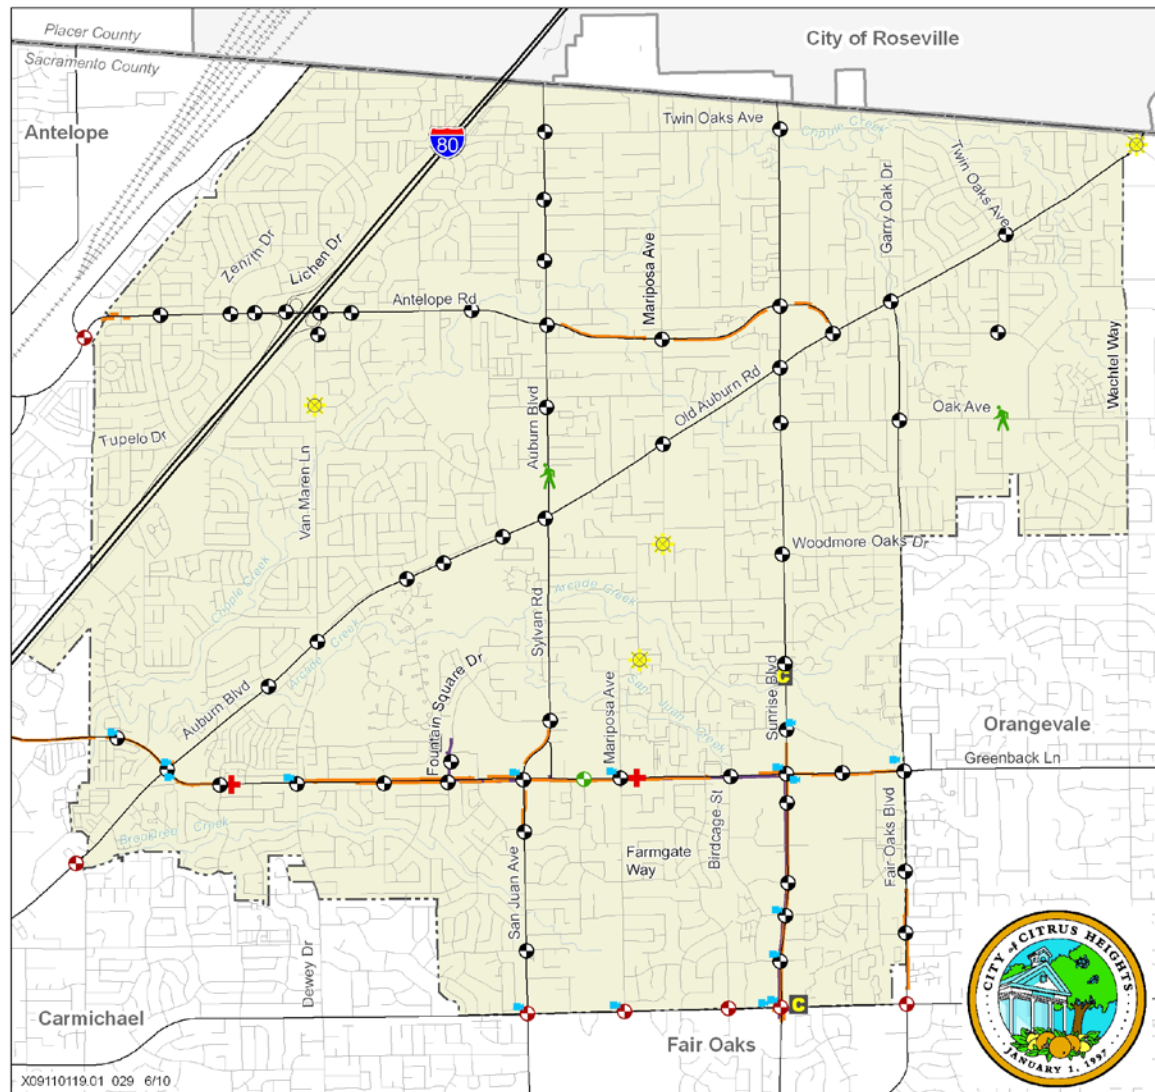 Placer County
Sacramento County
City of Roseville
Antelope
80
Twin Oaks Ave
Cripple Creek
Twin Oaks Ave
Garry Oak Dr
Zenith Dr
Lichen Dr
Mariposa Ave
Antelope Rd
Wachtel Way
Old Auburn Rd
Oak Ave
Auburn Blvd
Tupelo Dr
Van Maren Ln
Woodmore Oaks Dr
Cripple Creek
Arcade Creek
Sylvan Rd
Arcade Creek
Fountain Square Dr
San Juan Creek
Auburn Blvd
Mariposa Ave
Sunrise Blvd
C
Orangevale
Greenback Ln
Brooktree Creek
Birdcage St
Fair Oaks Blvd
Farmgate
Way
San Juan Ave
Dewey Dr
C
Carmichael
Fair Oaks
CITY of CITRUS HEIGHTS
JANUARY 1, 1997
X09110119.01 029 6/10